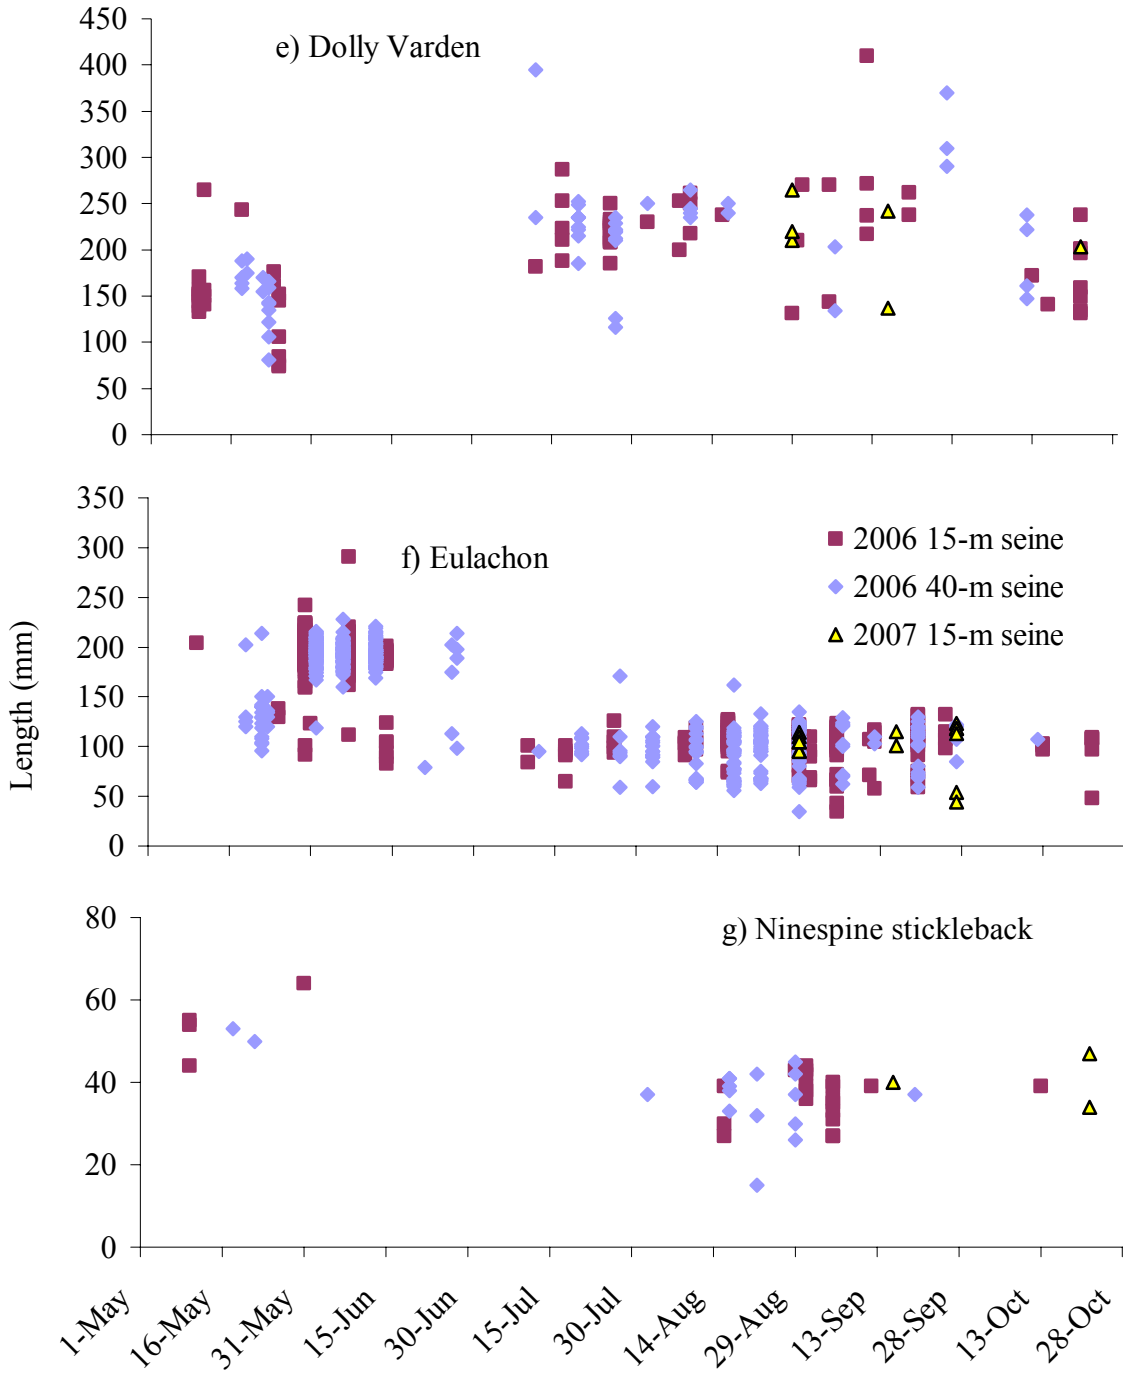 450
e) Dolly Varden
400
350
300
250
200
150
100
50
0
350
2006 15-m seine
300
f) Eulachon
2006 40-m seine
250
2007 15-m seine
200
150
100
50
0
Length (mm)
80
g) Ninespine stickleback
60
40
20
0
1-May
16-May
31-May
15-Jun
30-Jun
15-Jul
30-Jul
14-Aug
29-Aug
13-Sep
28-Sep
13-Oct
28-Oct